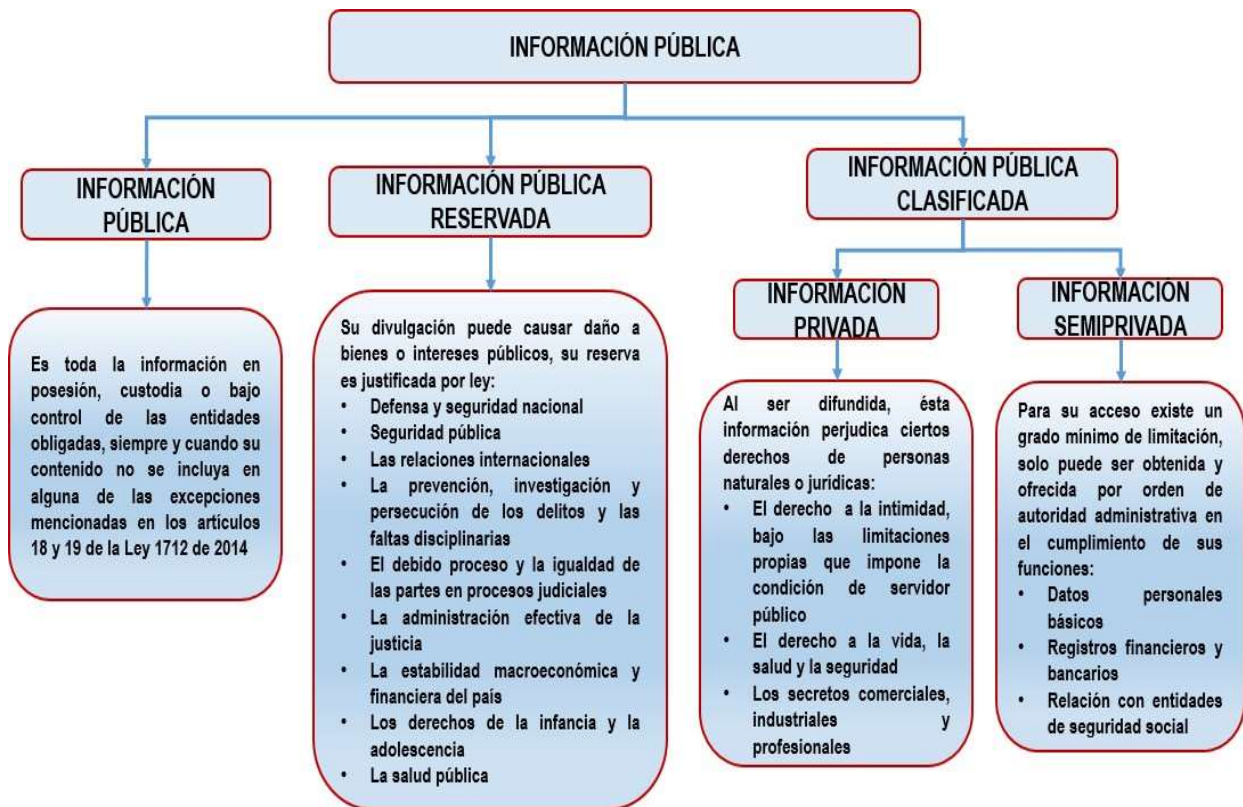 INFORMACIÓN PÚBLICA
INFORMACIÓN
PÚBLICA
Es toda la información en
posesión, custodia o bajo
control de las entidades
obligadas, siempre y cuando su
contenido no se incluya en
alguna de las excepciones
mencionadas en los artículos
18 y 19 de la Ley 1712 de 2014
INFORMACIÓN PÚBLICA
RESERVADA
Su divulgación puede causar daño a
bienes o intereses públicos, su reserva
es justificada por ley:
• Defensa y seguridad nacional
• Seguridad pública
• Las relaciones internacionales
• La prevención, investigación y
persecución de los delitos y las
faltas disciplinarias
• El debido proceso y la igualdad de
las partes en procesos judiciales
• La administración efectiva de la
justicia
• La estabilidad macroeconómica y
financiera del país
• Los derechos de la infancia y la
adolescencia
• La salud pública
INFORMACIÓN PÚBLICA
CLASIFICADA
INFORMACIÓN
PRIVADA
Al ser difundida, ésta
información perjudica ciertos
derechos de personas
naturales o jurídicas:
• El derecho a la intimidad,
bajo las limitaciones
propias que impone la
condición de servidor
público
• El derecho a la vida, la
salud y la seguridad
• Los secretos comerciales,
industriales y
profesionales
INFORMACIÓN
SEMIPRIVADA
Para su acceso existe un
grado mínimo de limitación,
solo puede ser obtenida y
ofrecida por orden de
autoridad administrativa en
el cumplimiento de sus
funciones:
• Datos personales
básicos
• Registros financieros y
bancarios
• Relación con entidades
de seguridad social